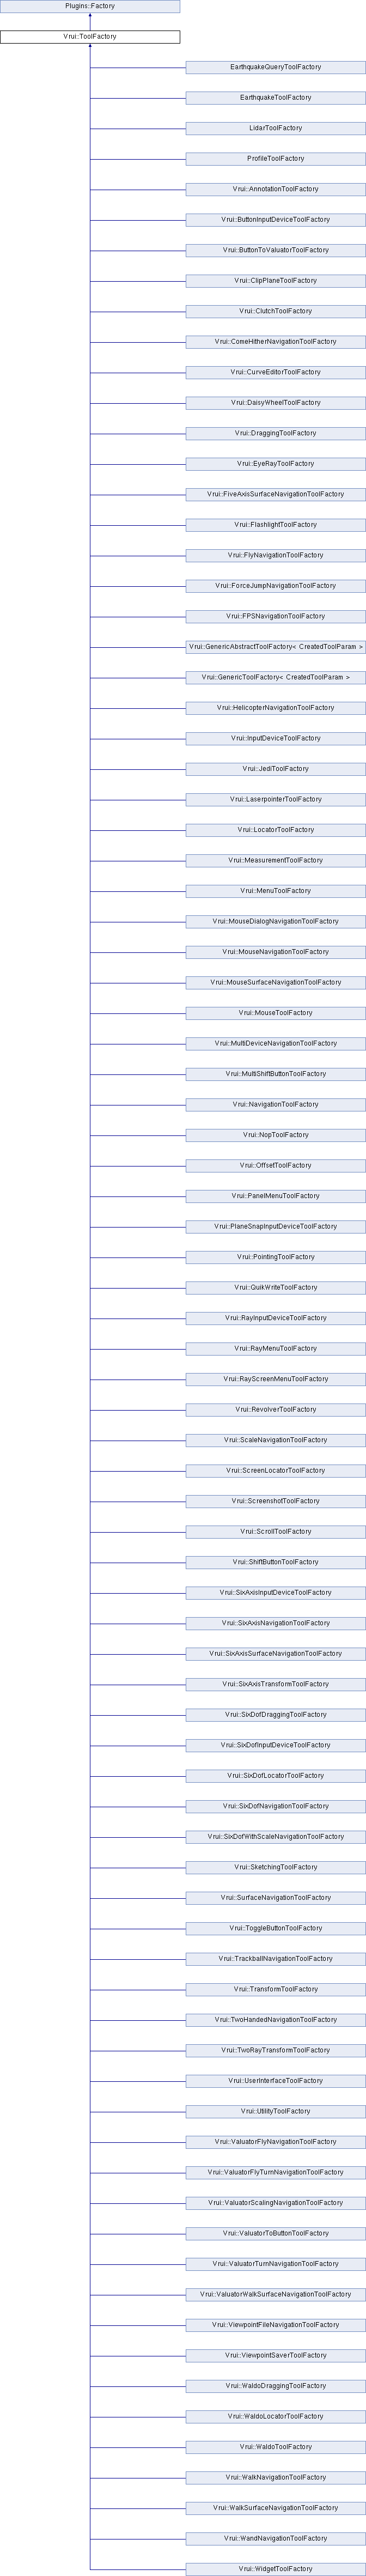 Plugins::Factory
Vrui::ToolFactory
EarthquakeQueryToolFactory
EarthquakeToolFactory
LidarToolFactory
ProfileToolFactory
Vrui::AnnotationToolFactory
Vrui::ButtonInputDeviceToolFactory
Vrui::ButtonToValuatorToolFactory
Vrui::ClipPlaneToolFactory
Vrui::ClutchToolFactory
Vrui::ComeHitherNavigationToolFactory
Vrui::CurveEditorToolFactory
Vrui::DaisyWheelToolFactory
Vrui::DraggingToolFactory
Vrui::EyeRayToolFactory
Vrui::FiveAxisSurfaceNavigationToolFactory
Vrui::FlashlightToolFactory
Vrui::FlyNavigationToolFactory
Vrui::ForceJumpNavigationToolFactory
Vrui::FPSNavigationToolFactory
Vrui::GenericAbstractToolFactory< CreatedToolParam >
Vrui::GenericToolFactory< CreatedToolParam >
Vrui::HelicopterNavigationToolFactory
Vrui::InputDeviceToolFactory
Vrui::JediToolFactory
Vrui::LaserpointerToolFactory
Vrui::LocatorToolFactory
Vrui::MeasurementToolFactory
Vrui::MenuToolFactory
Vrui::MouseDialogNavigationToolFactory
Vrui::MouseNavigationToolFactory
Vrui::MouseSurfaceNavigationToolFactory
Vrui::MouseToolFactory
Vrui::MultiDeviceNavigationToolFactory
Vrui::MultiShiftButtonToolFactory
Vrui::NavigationToolFactory
Vrui::NopToolFactory
Vrui::OffsetToolFactory
Vrui::PanelMenuToolFactory
Vrui::PlaneSnapInputDeviceToolFactory
Vrui::PointingToolFactory
Vrui::QuikWriteToolFactory
Vrui::RayInputDeviceToolFactory
Vrui::RayMenuToolFactory
Vrui::RayScreenMenuToolFactory
Vrui::RevolverToolFactory
Vrui::ScaleNavigationToolFactory
Vrui::ScreenLocatorToolFactory
Vrui::ScreenshotToolFactory
Vrui::ScrollToolFactory
Vrui::ShiftButtonToolFactory
Vrui::SixAxisInputDeviceToolFactory
Vrui::SixAxisNavigationToolFactory
Vrui::SixAxisSurfaceNavigationToolFactory
Vrui::SixAxisTransformToolFactory
Vrui::SixDofDraggingToolFactory
Vrui::SixDofInputDeviceToolFactory
Vrui::SixDofLocatorToolFactory
Vrui::SixDofNavigationToolFactory
Vrui::SixDofWithScaleNavigationToolFactory
Vrui::SketchingToolFactory
Vrui::SurfaceNavigationToolFactory
Vrui::ToggleButtonToolFactory
Vrui::TrackballNavigationToolFactory
Vrui::TransformToolFactory
Vrui::TwoHandedNavigationToolFactory
Vrui::TwoRayTransformToolFactory
Vrui::UserInterfaceToolFactory
Vrui::UtilityToolFactory
Vrui::ValuatorFlyNavigationToolFactory
Vrui::ValuatorFlyTurnNavigationToolFactory
Vrui::ValuatorScalingNavigationToolFactory
Vrui::ValuatorToButtonToolFactory
Vrui::ValuatorTurnNavigationToolFactory
Vrui::ValuatorWalkSurfaceNavigationToolFactory
Vrui::ViewpointFileNavigationToolFactory
Vrui::ViewpointSaverToolFactory
Vrui::WaldoDraggingToolFactory
Vrui::WaldoLocatorToolFactory
Vrui::WaldoToolFactory
Vrui::WalkNavigationToolFactory
Vrui::WalkSurfaceNavigationToolFactory
Vrui::WandNavigationToolFactory
Vrui::WidgetToolFactory